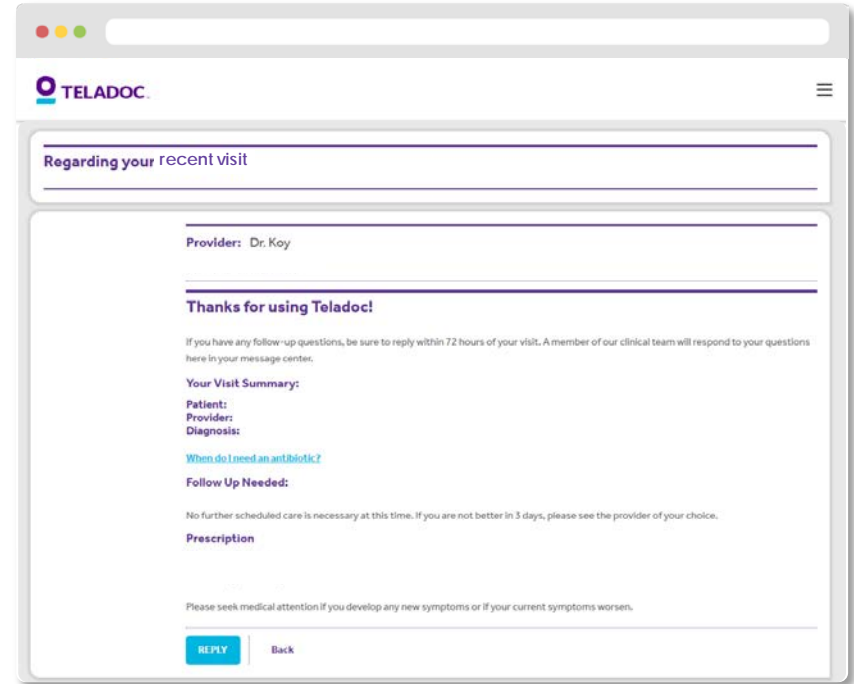 TELADOC.
Regarding your recent visit
Provider: Dr. Koy
Thanks for using Teladoc!
If you have any follow-up questions, be sure to reply within 72 hours of your visit. A member of our clinical team will respond to your questions
here in your message center.
Your Visit Summary:
Patient:
Provider:
Diagnosis:
When do I need an antibiotic?
Follow Up Needed:
No further scheduled care is necessary at this time. If you are not better in 3 days, please see the provider of your choice.
Prescription
Please seek medical attention if you develop any new symptoms or if your current symptoms worsen.
REPLY Back